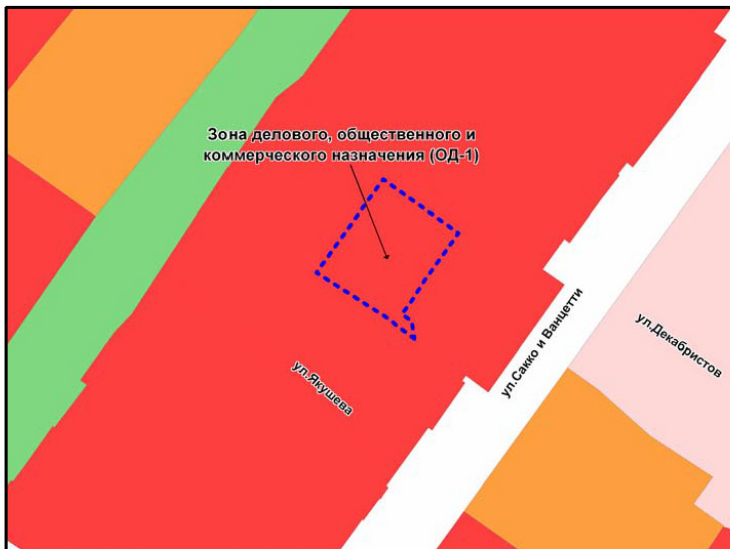 Зона делового, общественного и
коммерческого назначения (ОД-1)
ул.Сакко и Ванцетти
ул.Декабристов
ул.Якушева